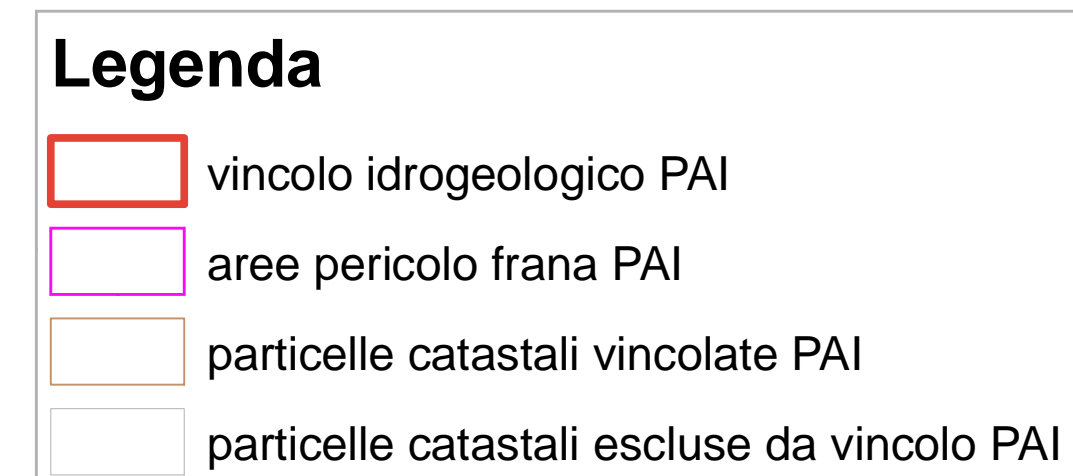 Legenda
vincolo idrogeologico PAI
aree pericolo frana PAI
particelle catastali vincolate PAI
particelle catastali escluse da vincolo PAI